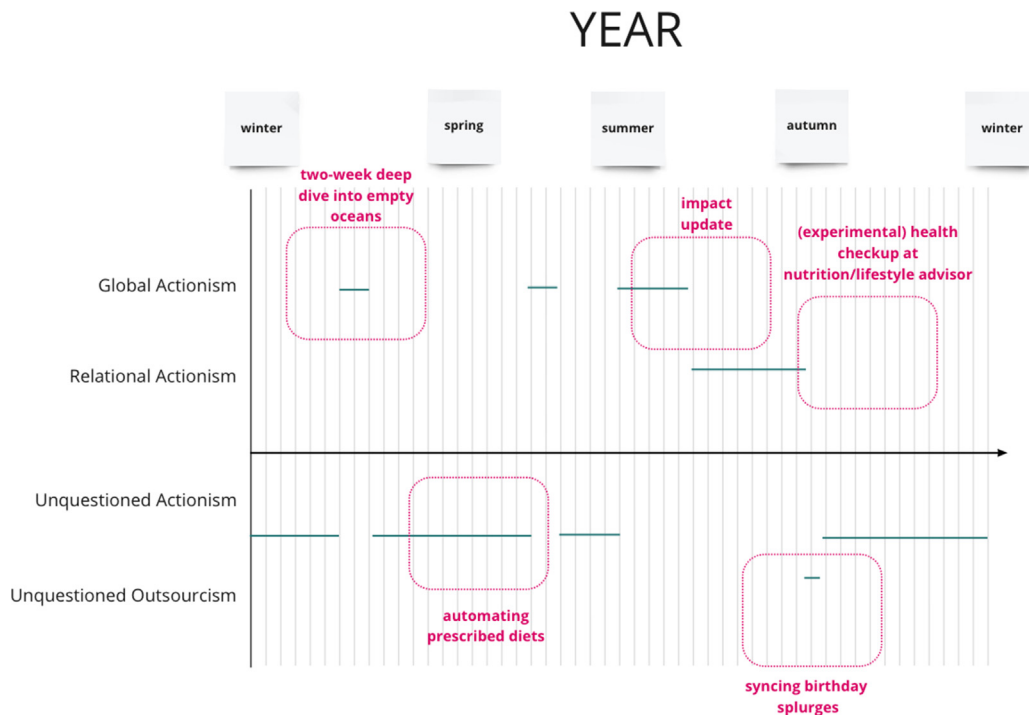 YEAR
winter
spring
summer
autumn
winter
two-week deep
dive into empty
oceans
impact
update
(experimental) health
checkup at
nutrition/lifestyle advisor
Global Actionism
Relational Actionism
Unquestioned Actionism
Unquestioned Outsourcism
automating
prescribed diets
syncing birthday
splurges